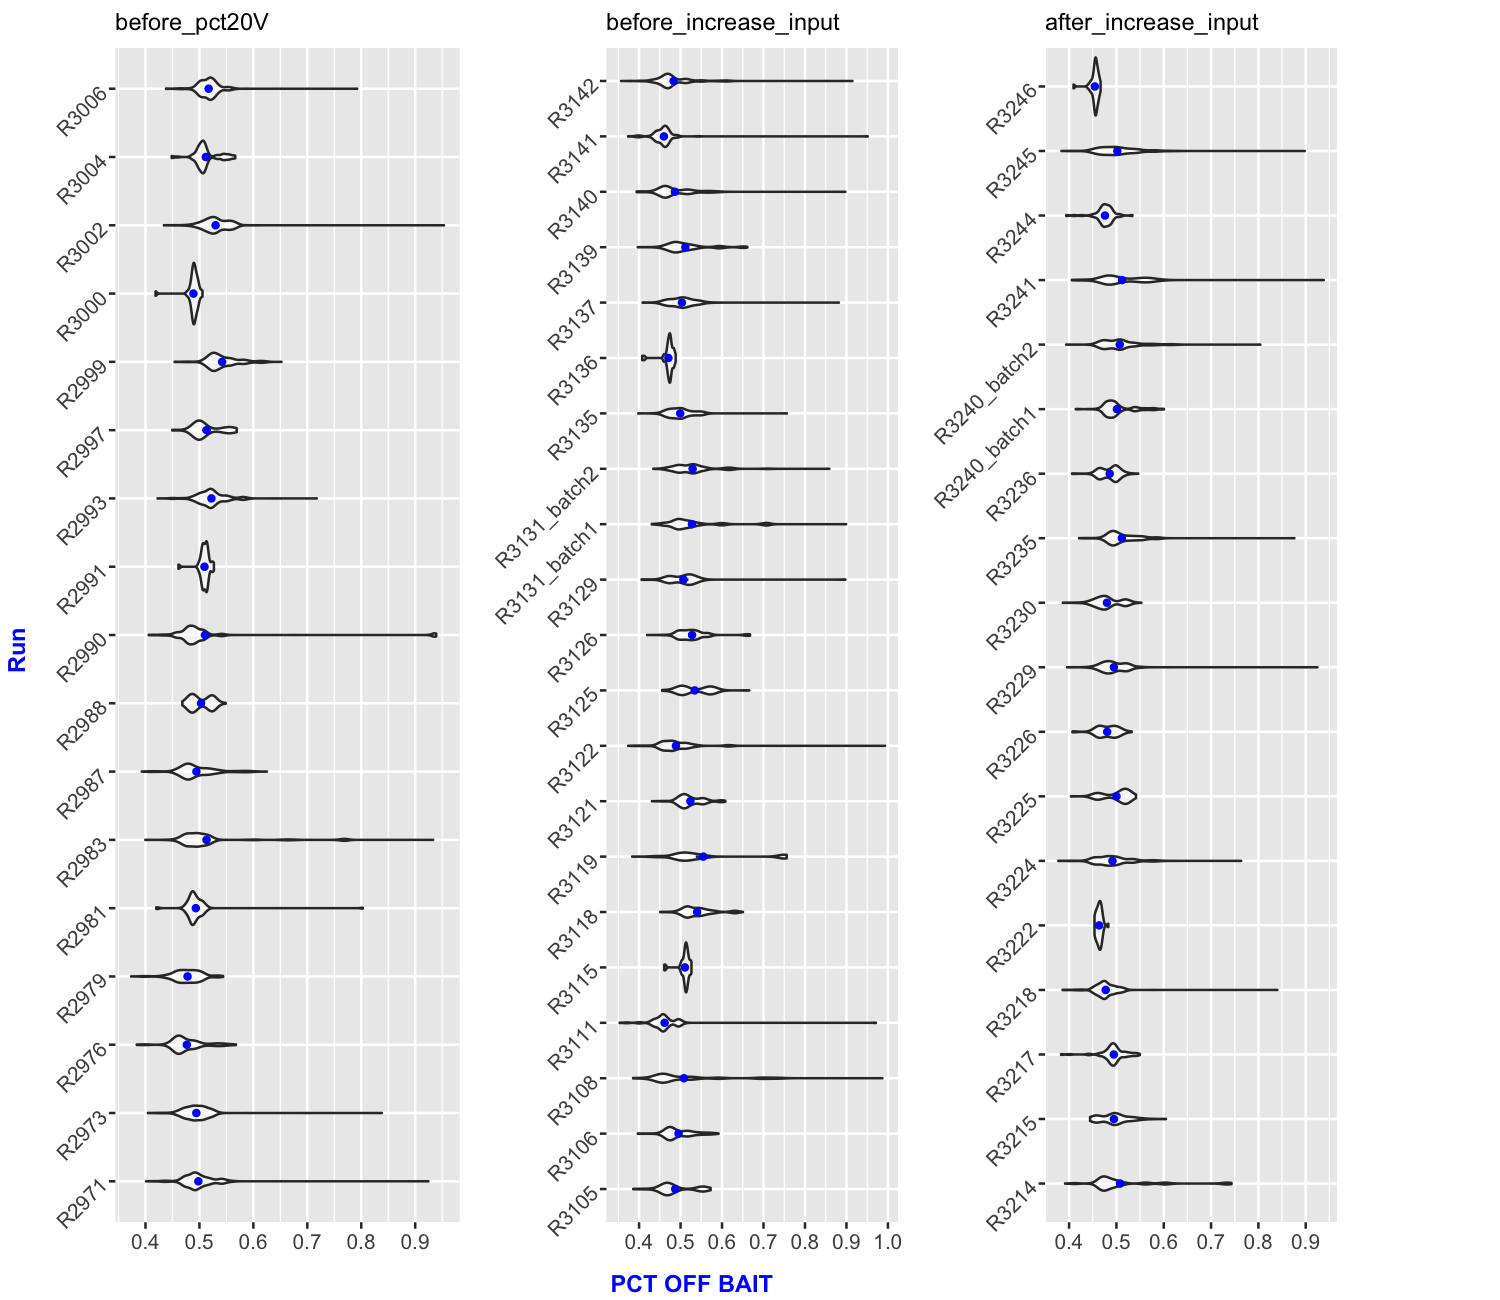 before_pct20V
before_increase_input
after_increase_input
Run
R3006
R3004
R3002
R3000
R2999
R2997
R2993
R2991
R2990
R2988
R2987
R2983
R2981
R2979
R2976
R2973
R2971
0.4 0.5 0.6 0.7 0.8 0.9
R3142
R3141
R3140
R3139
R3137
R3136
R3135
R3131_batch2
R3131_batch1
R3129
R3126
R3125
R3122
R3121
R3119
R3118
R3115
R3111
R3108
R3106
R3105
0.4 0.5 0.6 0.7 0.8 0.9 1.0
R3246
R3245
R3244
R3241
R3240_batch2
R3240_batch1
R3236
R3235
R3230
R3229
R3226
R3225
R3224
R3222
R3218
R3217
R3215
R3214
0.4 0.5 0.6 0.7 0.8 0.9
PCT OFF BAIT